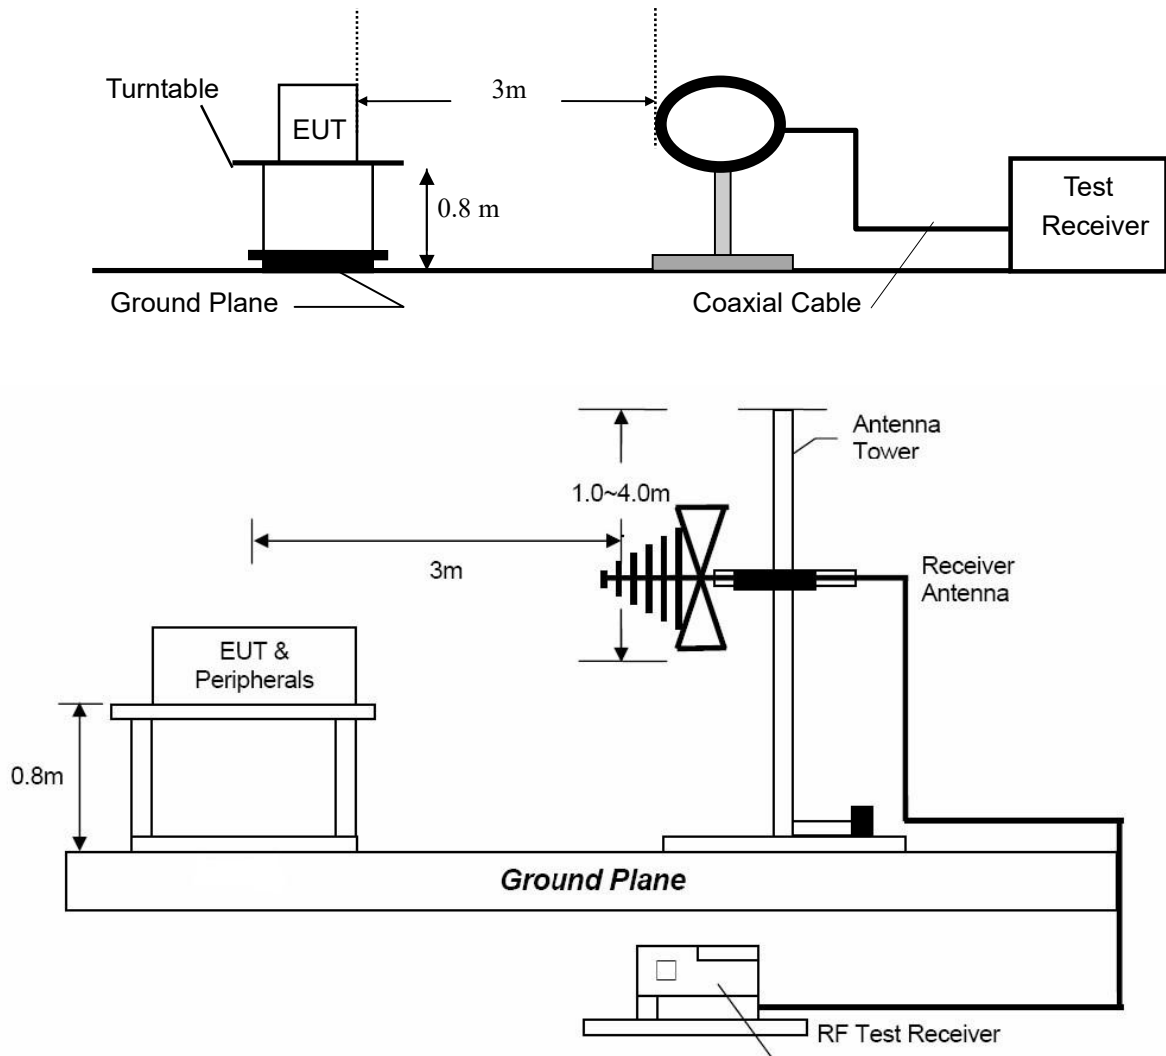 3m
Turntable
EUT
0.8 m
Test
Receiver
Ground Plane
Coaxial Cable
Antenna
Tower
1.0~4.0m
3m
Receiver
Antenna
EUT &
Peripherals
0.8m
Ground Plane
RF Test Receiver